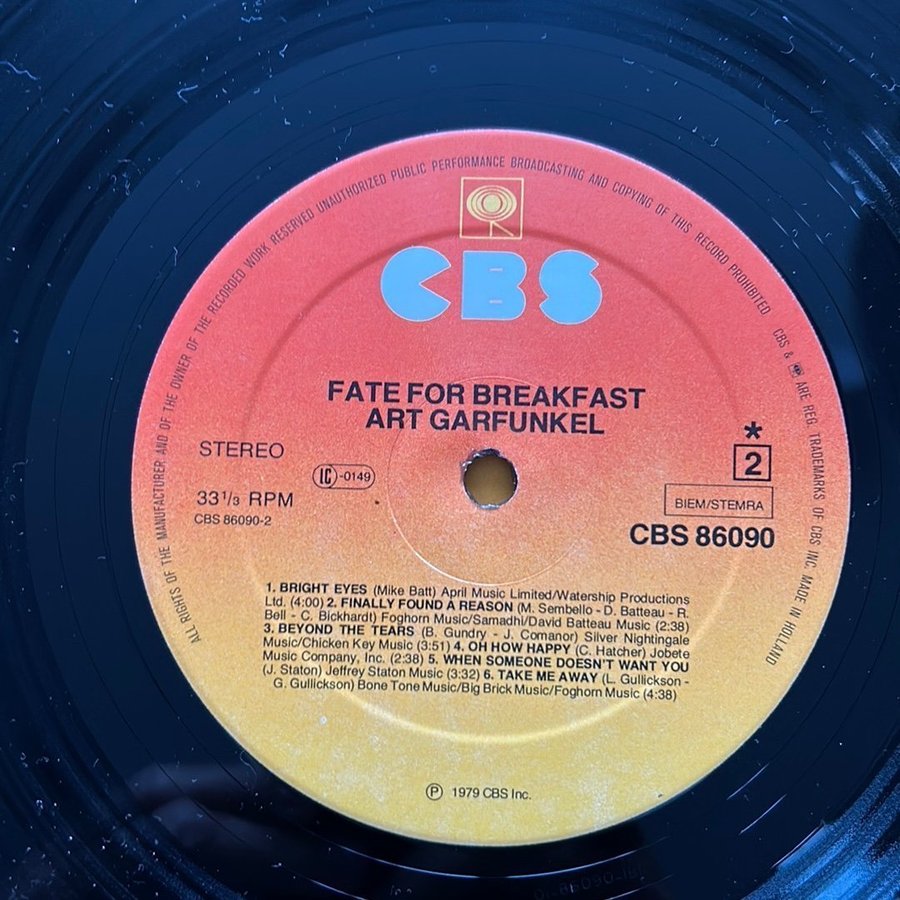 ALL RIGHTS OF THE MANUFACTURER AND OF THE OWNER OF THE RECORDED WORK RESERVED UNAUTHORIZED PUBLIC PERFORMANCE BROADCASTING AND COPYING OF THIS RECORD PROHIBITED
CBS & ARE REG. TRADEMARKS OF CBS INC. MADE IN HOLLAND
CBS
FATE FOR BREAKFAST
ART GARFUNKEL
STEREO
IC -0149
33 1/3 RPM
CBS 86090-2
*
2
BIEM/STEMRA
CBS 86090
1. BRIGHT EYES (Mike Batt) April Music Limited/Watership Productions
Ltd. (4:00) 2. FINALLY FOUND A REASON (M. Sembello - D. Batteau - R.
Bell - C. Bickhardt) Foghorn Music/Samadhi/David Batteau Music (2:38)
3. BEYOND THE TEARS (B. Gundry - J. Comanor) Silver Nightingale
Music/Chicken Key Music (3:51) 4. OH HOW HAPPY (C. Hatcher) Jobete
Music Company, Inc. (2:38) 5. WHEN SOMEONE DOESN'T WANT YOU
(J. Staton) Jeffrey Staton Music (3:32) 6. TAKE ME AWAY (L. Gullickson -
G. Gullickson) Bone Tone Music/Big Brick Music/Foghorn Music (4:38)
Ⓟ 1979 CBS Inc.